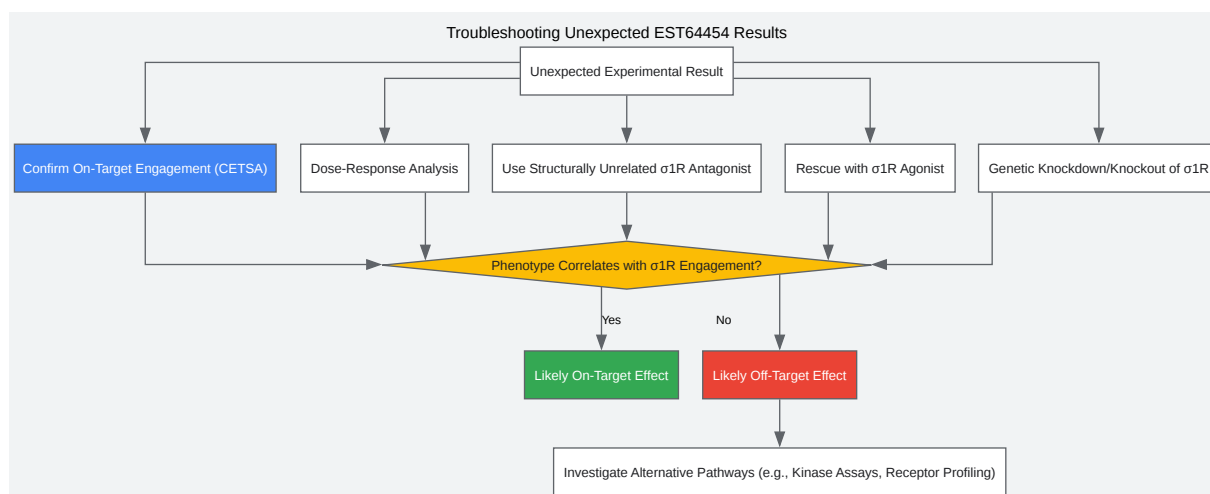 Troubleshooting Unexpected EST64454 Results
Unexpected Experimental Result
Confirm On-Target Engagement (CETSA)
Dose-Response Analysis
Use Structurally Unrelated σ1R Antagonist
Rescue with σ1R Agonist
Genetic Knockdown/Knockout of σ1R
Phenotype Correlates with σ1R Engagement?
Yes
No
Likely On-Target Effect
Likely Off-Target Effect
Investigate Alternative Pathways (e.g., Kinase Assays, Receptor Profiling)